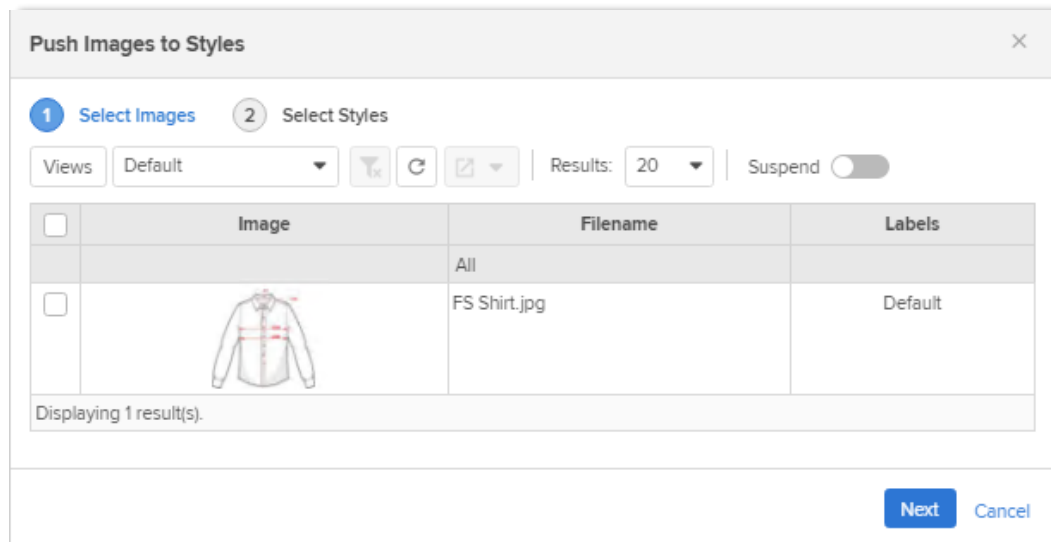 Push Images to Styles
1 Select Images 2 Select Styles
Views Default Results: 20 Suspend
Image Filename Labels
All
FS Shirt.jpg Default
Displaying 1 result(s).
Next Cancel